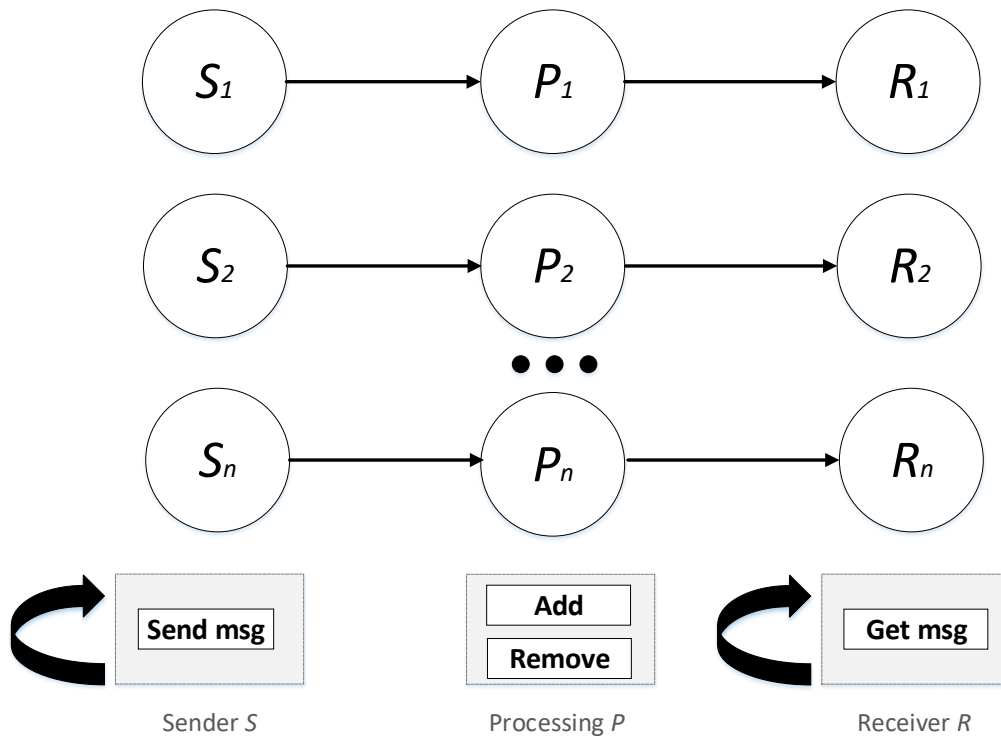 S1 P1 R1
S2 P2 R2
Sn Pn Rn
Send msg
Add
Remove
Get msg
Sender S
Processing P
Receiver R